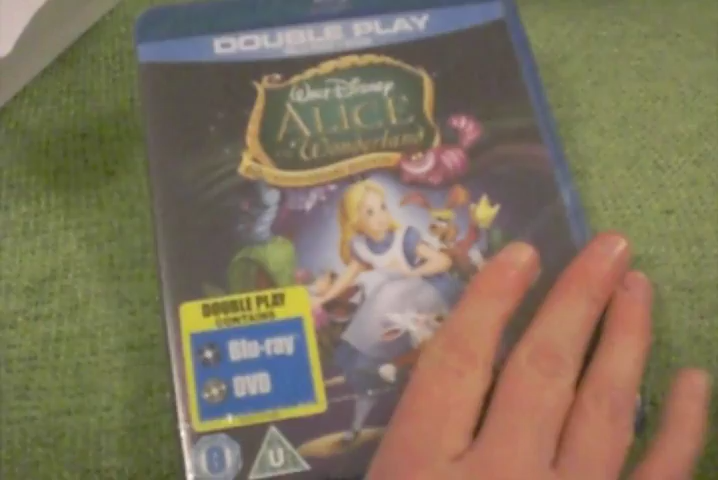 DOUBLE PLAY
Walt Disney
ALICE
in Wonderland
DOUBLE PLAY
CONTAINS
Blu-ray
DVD
U